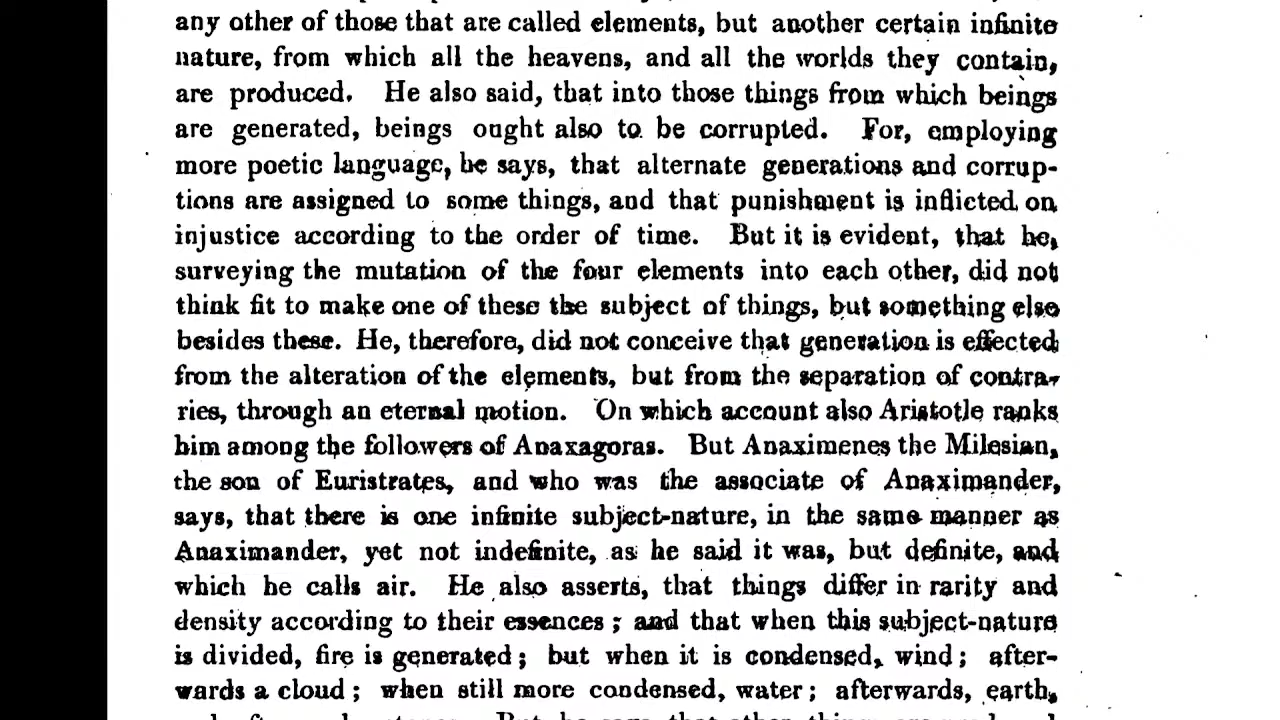 any other of those that are called elements, but another certain infinite
nature, from which all the heavens, and all the worlds they contain,
are produced. He also said, that into those things from which beings
are generated, beings ought also to be corrupted. For, employing
more poetic language, he says, that alternate generations and corrup-
tions are assigned to some things, and that punishment is inflicted on
injustice according to the order of time. But it is evident, that he,
surveying the mutation of the four elements into each other, did not
think fit to make one of these the subject of things, but something else
besides these. He, therefore, did not conceive that generation is effected
from the alteration of the elements, but from the separation of contra-
ries, through an eternal motion. On which account also Aristotle ranks
him among the followers of Anaxagoras. But Anaximenes the Milesian,
the son of Euristrates, and who was the associate of Anaximander,
says, that there is one infinite subject-nature, in the same manner as
Anaximander, yet not indefinite, as he said it was, but definite, and
which he calls air. He also asserts, that things differ in rarity and
density according to their essences; and that when this subject-nature
is divided, fire is generated; but when it is condensed, wind; after-
wards a cloud; when still more condensed, water; afterwards, earth,